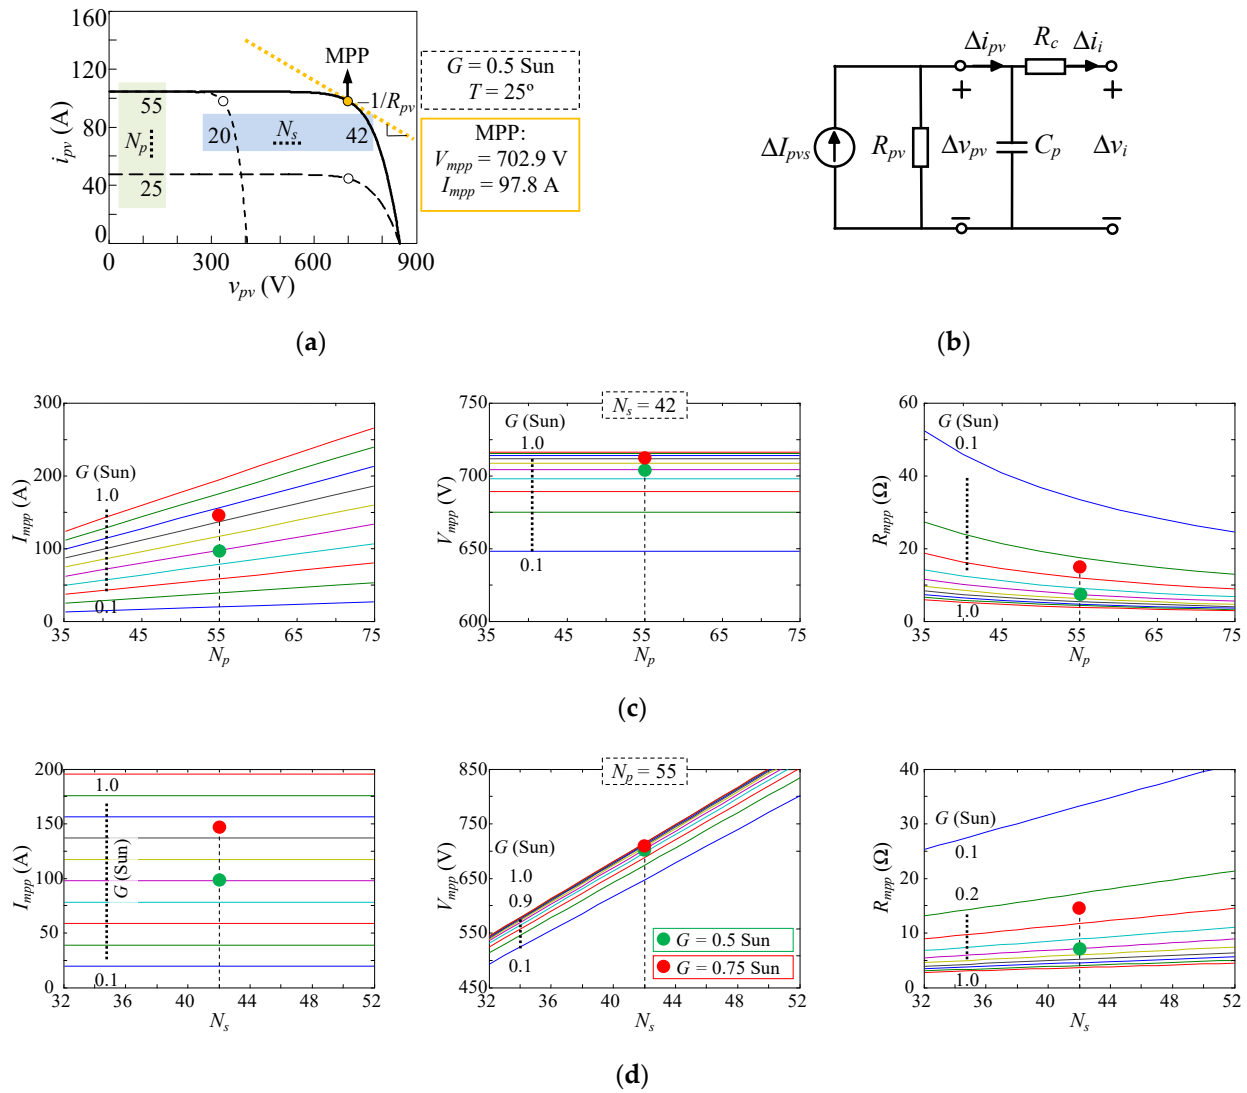 160
120
80
40
0
i_pv (A)
0 300 600 900
v_pv (V)
MPP
−1/R_pv
55
N_p
25
20 N_s 42
G = 0.5 Sun
T = 25º
MPP:
V_mpp = 702.9 V
I_mpp = 97.8 A
(a)
Δi_pv R_c Δi_i
+ +
ΔI_pvs R_pv Δv_pv C_p Δv_i
− −
(b)
300
200
100
0
I_mpp (A)
G (Sun)
1.0
0.1
35 45 55 65 75
N_p
750
700
650
600
V_mpp (V)
N_s = 42
G (Sun)
1.0
0.1
35 45 55 65 75
N_p
60
40
20
0
R_mpp (Ω)
G (Sun)
0.1
1.0
35 45 55 65 75
N_p
(c)
200
150
100
50
0
I_mpp (A)
1.0
G (Sun)
0.1
32 36 40 44 48 52
N_s
850
750
650
550
450
V_mpp (V)
N_p = 55
G (Sun)
1.0
0.9
0.1
G = 0.5 Sun
G = 0.75 Sun
32 36 40 44 48 52
N_s
40
30
20
10
0
R_mpp (Ω)
G (Sun)
0.1
0.2
1.0
32 36 40 44 48 52
N_s
(d)